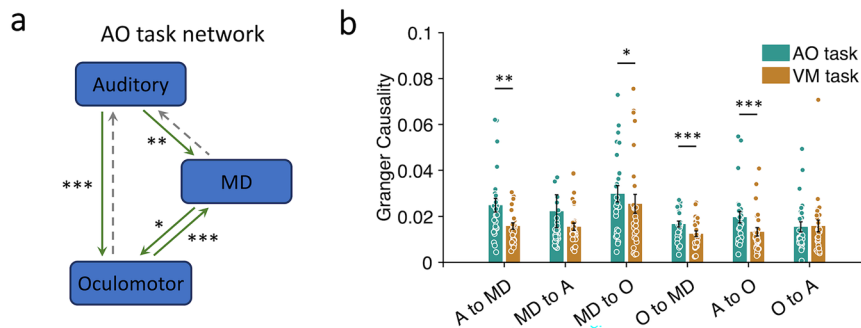 a
AO task network
Auditory
**
MD
***
*
***
Oculomotor
b
Granger Causality
0.1
0.08
0.06
0.04
0.02
0
AO task
VM task
**
*
***
***
A to MD
MD to A
MD to O
O to MD
A to O
O to A